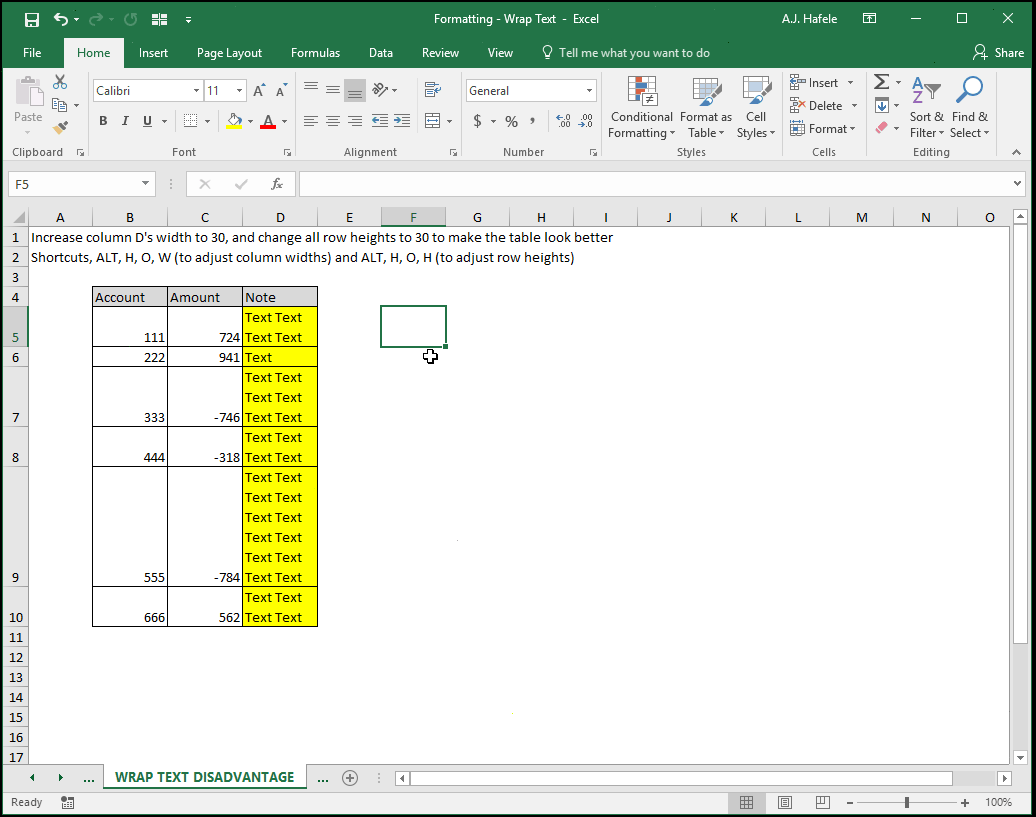 Formatting - Wrap Text - Excel
A.J. Hafele
File Home Insert Page Layout Formulas Data Review View Tell me what you want to do Share
Paste
Calibri 11
B I U A
General
$ % ,
Conditional Formatting
Format as Table
Cell Styles
Insert
Delete
Format
Sort & Filter
Find & Select
Clipboard Font Alignment Number Styles Cells Editing
F5 fx
A B C D E F G H I J K L M N O
1 Increase column D's width to 30, and change all row heights to 30 to make the table look better
2 Shortcuts, ALT, H, O, W (to adjust column widths) and ALT, H, O, H (to adjust row heights)
3
4 Account Amount Note
Text Text
5 111 724 Text Text
6 222 941 Text
Text Text
Text Text
7 333 -746 Text Text
Text Text
8 444 -318 Text Text
Text Text
Text Text
Text Text
Text Text
Text Text
9 555 -784 Text Text
Text Text
10 666 562 Text Text
11
12
13
14
15
16
17
... WRAP TEXT DISADVANTAGE ...
Ready 100%